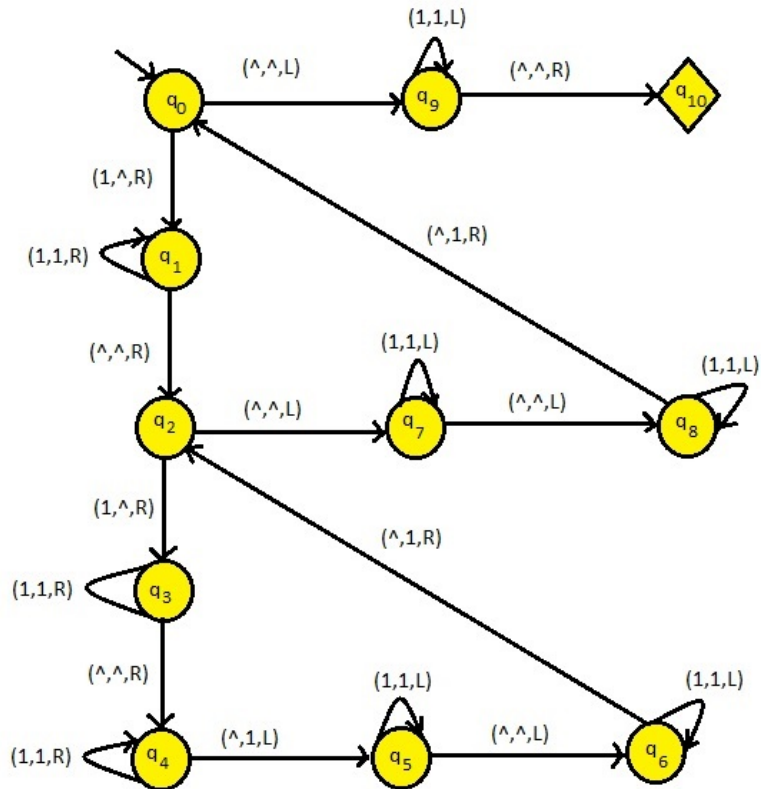 (1,1,L)
(^,^,L)
(^,^,R)
q0
q9
q10
(1,^,R)
(1,1,R)
q1
(^,1,R)
(^,^,R)
(1,1,L)
(1,1,L)
(^,^,L)
(^,^,L)
q2
q7
q8
(1,^,R)
(^,1,R)
(1,1,R)
q3
(^,^,R)
(1,1,L)
(1,1,L)
(^,1,L)
(^,^,L)
(1,1,R)
q4
q5
q6